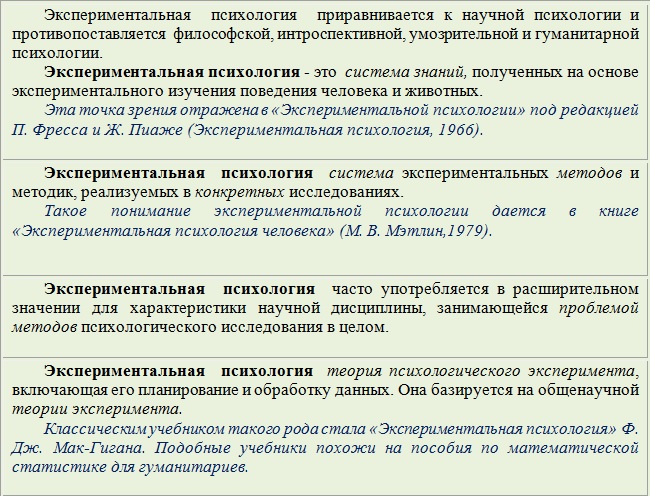 Экспериментальная психология приравнивается к научной психологии и
противопоставляется философской, интроспективной, умозрительной и гуманитарной
психологии.
Экспериментальная психология - это система знаний, полученных на основе
экспериментального изучения поведения человека и животных.
Эта точка зрения отражена в «Экспериментальной психологии» под редакцией
П. Фресса и Ж. Пиаже (Экспериментальная психология, 1966).
Экспериментальная психология система экспериментальных методов и
методик, реализуемых в конкретных исследованиях.
Такое понимание экспериментальной психологии дается в книге
«Экспериментальная психология человека» (М. В. Мэтлин,1979).
Экспериментальная психология часто употребляется в расширительном
значении для характеристики научной дисциплины, занимающейся проблемой
методов психологического исследования в целом.
Экспериментальная психология теория психологического эксперимента,
включающая его планирование и обработку данных. Она базируется на общенаучной
теории эксперимента.
Классическим учебником такого рода стала «Экспериментальная психология» Ф.
Дж. Мак-Гигана. Подобные учебники похожи на пособия по математической
статистике для гуманитариев.